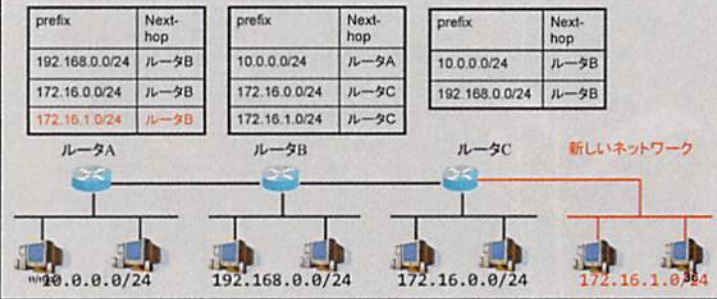 prefix Next-hop
192.168.0.0/24 ルータB
172.16.0.0/24 ルータB
172.16.1.0/24 ルータB
prefix Next-hop
10.0.0.0/24 ルータA
172.16.0.0/24 ルータC
172.16.1.0/24 ルータC
prefix Next-hop
10.0.0.0/24 ルータB
192.168.0.0/24 ルータB
ルータA ルータB ルータC 新しいネットワーク
10.0.0.0/24 192.168.0.0/24 172.16.0.0/24 172.16.1.0/24